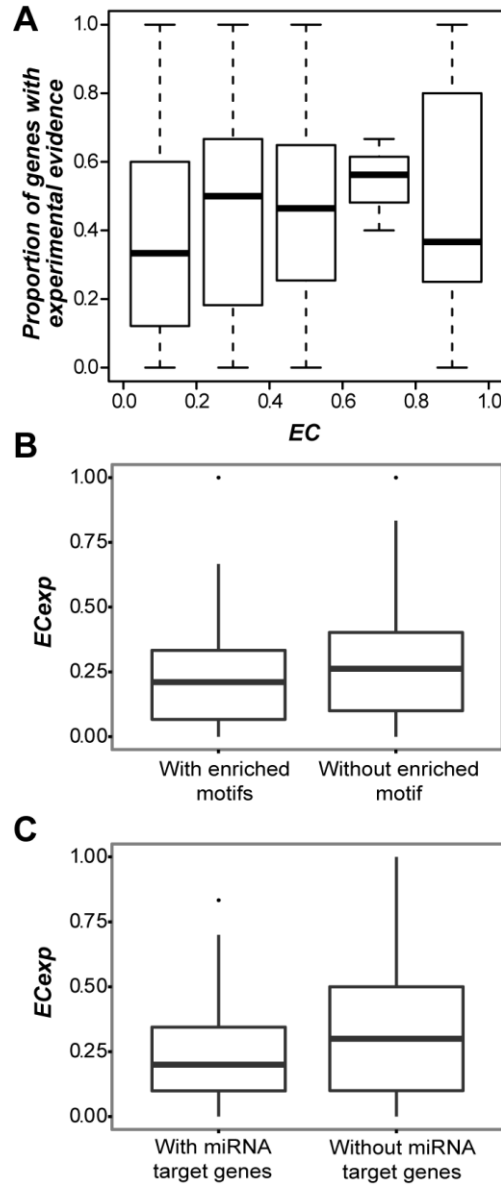 A
Proportion of genes with
experimental evidence
1.0
0.8
0.6
0.4
0.2
0.0
0.0 0.2 0.4 0.6 0.8 1.0
EC
B
ECexp
1.00
0.75
0.50
0.25
0.00
With enriched
motifs
Without enriched
motif
C
ECexp
1.00
0.75
0.50
0.25
0.00
With miRNA
target genes
Without miRNA
target genes